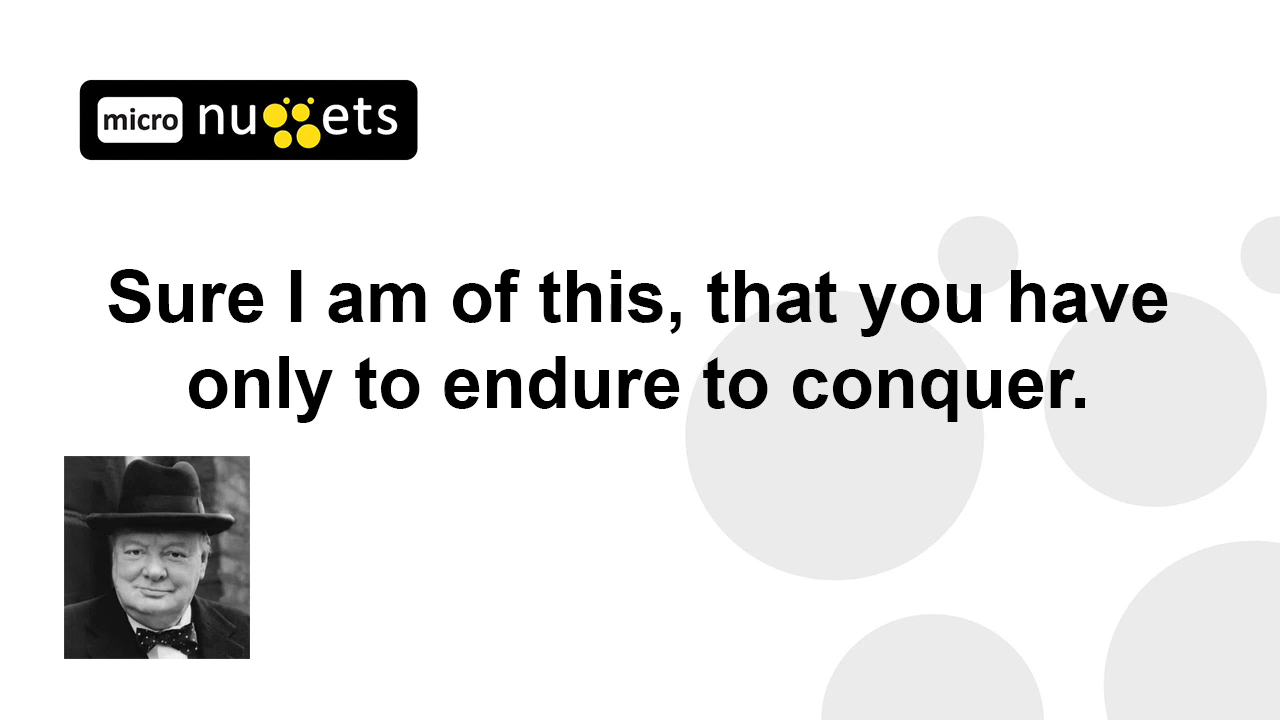 micro nuggets
Sure I am of this, that you have
only to endure to conquer.